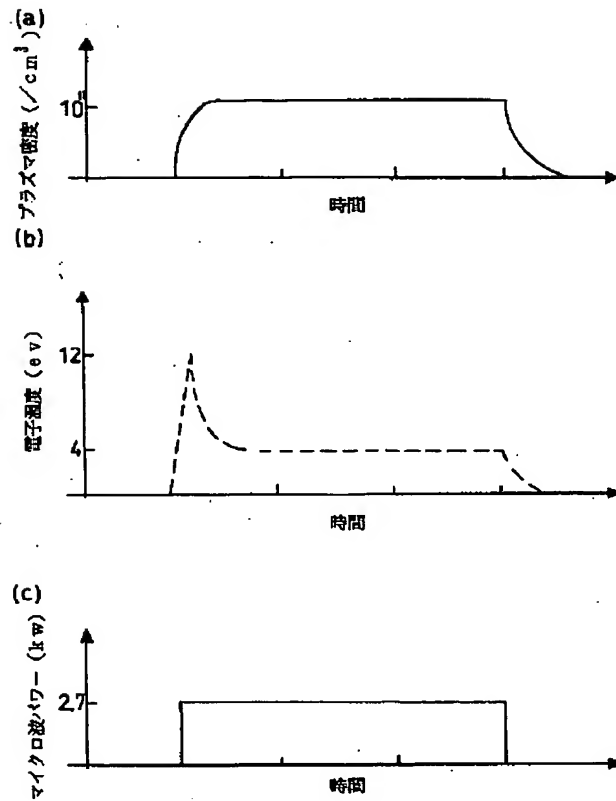 (a)
プラズマ密度 (/cm³)
10
時間
(b)
電子温度 (ev)
12
4
時間
(c)
マイクロ波パワー (kw)
2.7
時間